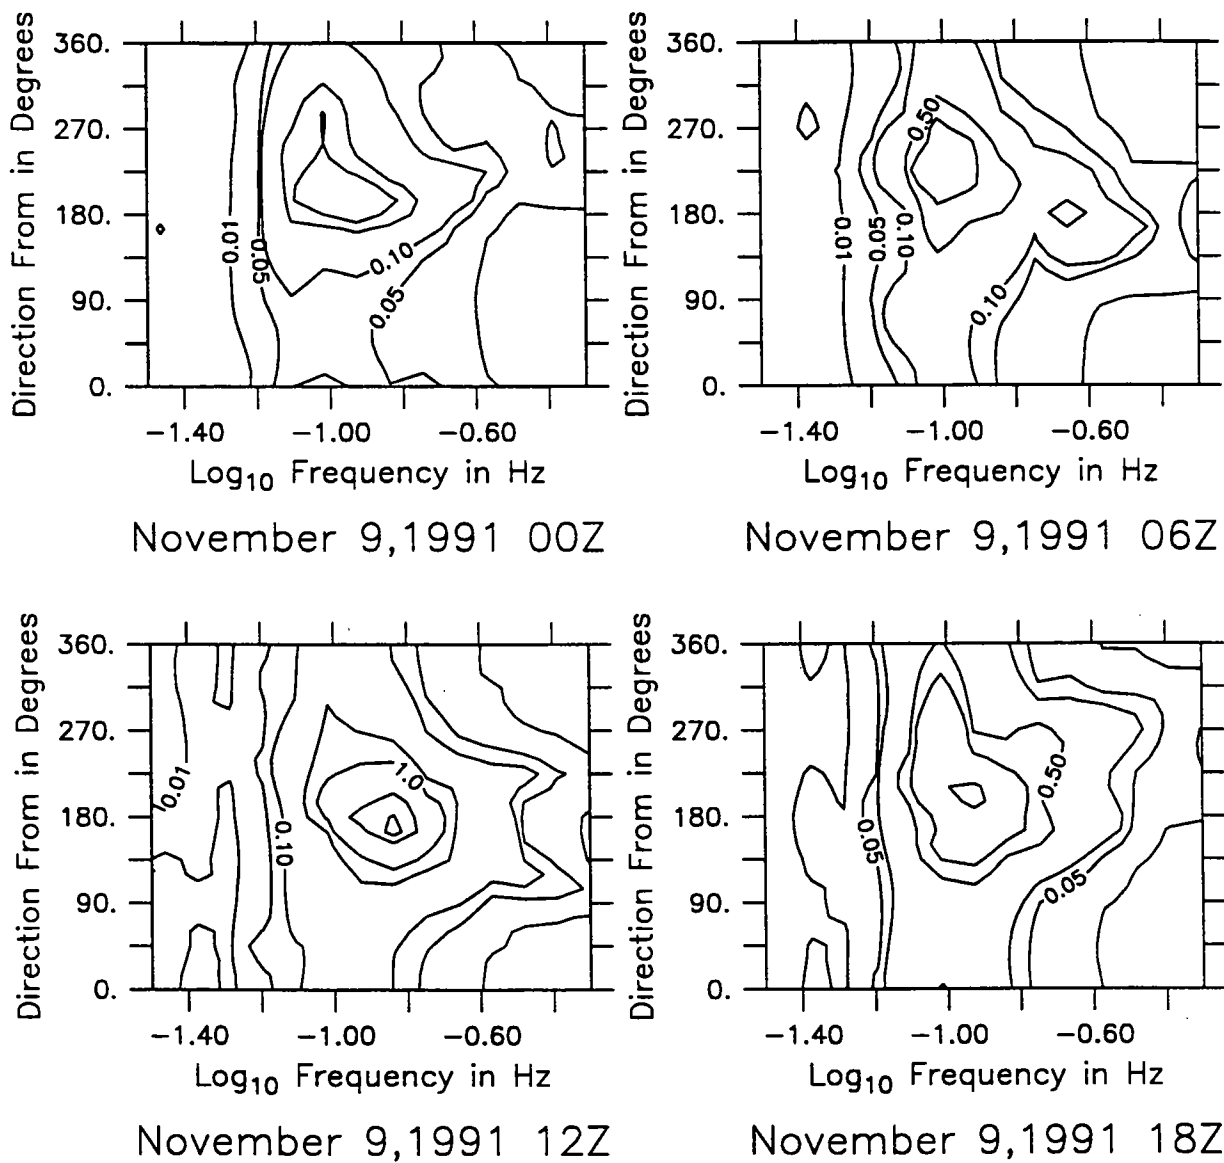 Direction From in Degrees
360.
270.
180.
90.
0.
0.01
0.05
0.10
0.05
−1.40 −1.00 −0.60
Log10 Frequency in Hz
November 9,1991 00Z
Direction From in Degrees
360.
270.
180.
90.
0.
0.50
0.01
0.05
0.10
0.10
−1.40 −1.00 −0.60
Log10 Frequency in Hz
November 9,1991 06Z
Direction From in Degrees
360.
270.
180.
90.
0.
0.01
1.0
0.10
−1.40 −1.00 −0.60
Log10 Frequency in Hz
November 9,1991 12Z
Direction From in Degrees
360.
270.
180.
90.
0.
0.50
0.05
0.05
−1.40 −1.00 −0.60
Log10 Frequency in Hz
November 9,1991 18Z